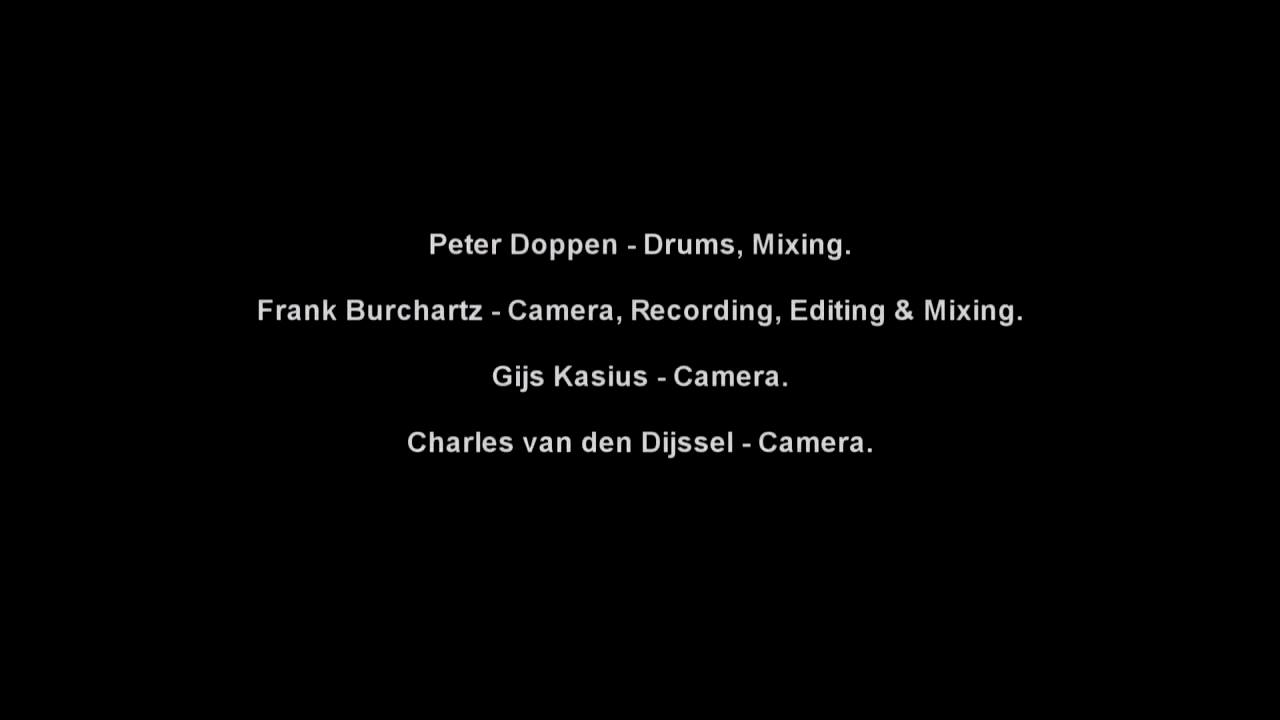 Peter Doppen - Drums, Mixing.
Frank Burchartz - Camera, Recording, Editing & Mixing.
Gijs Kasius - Camera.
Charles van den Dijssel - Camera.